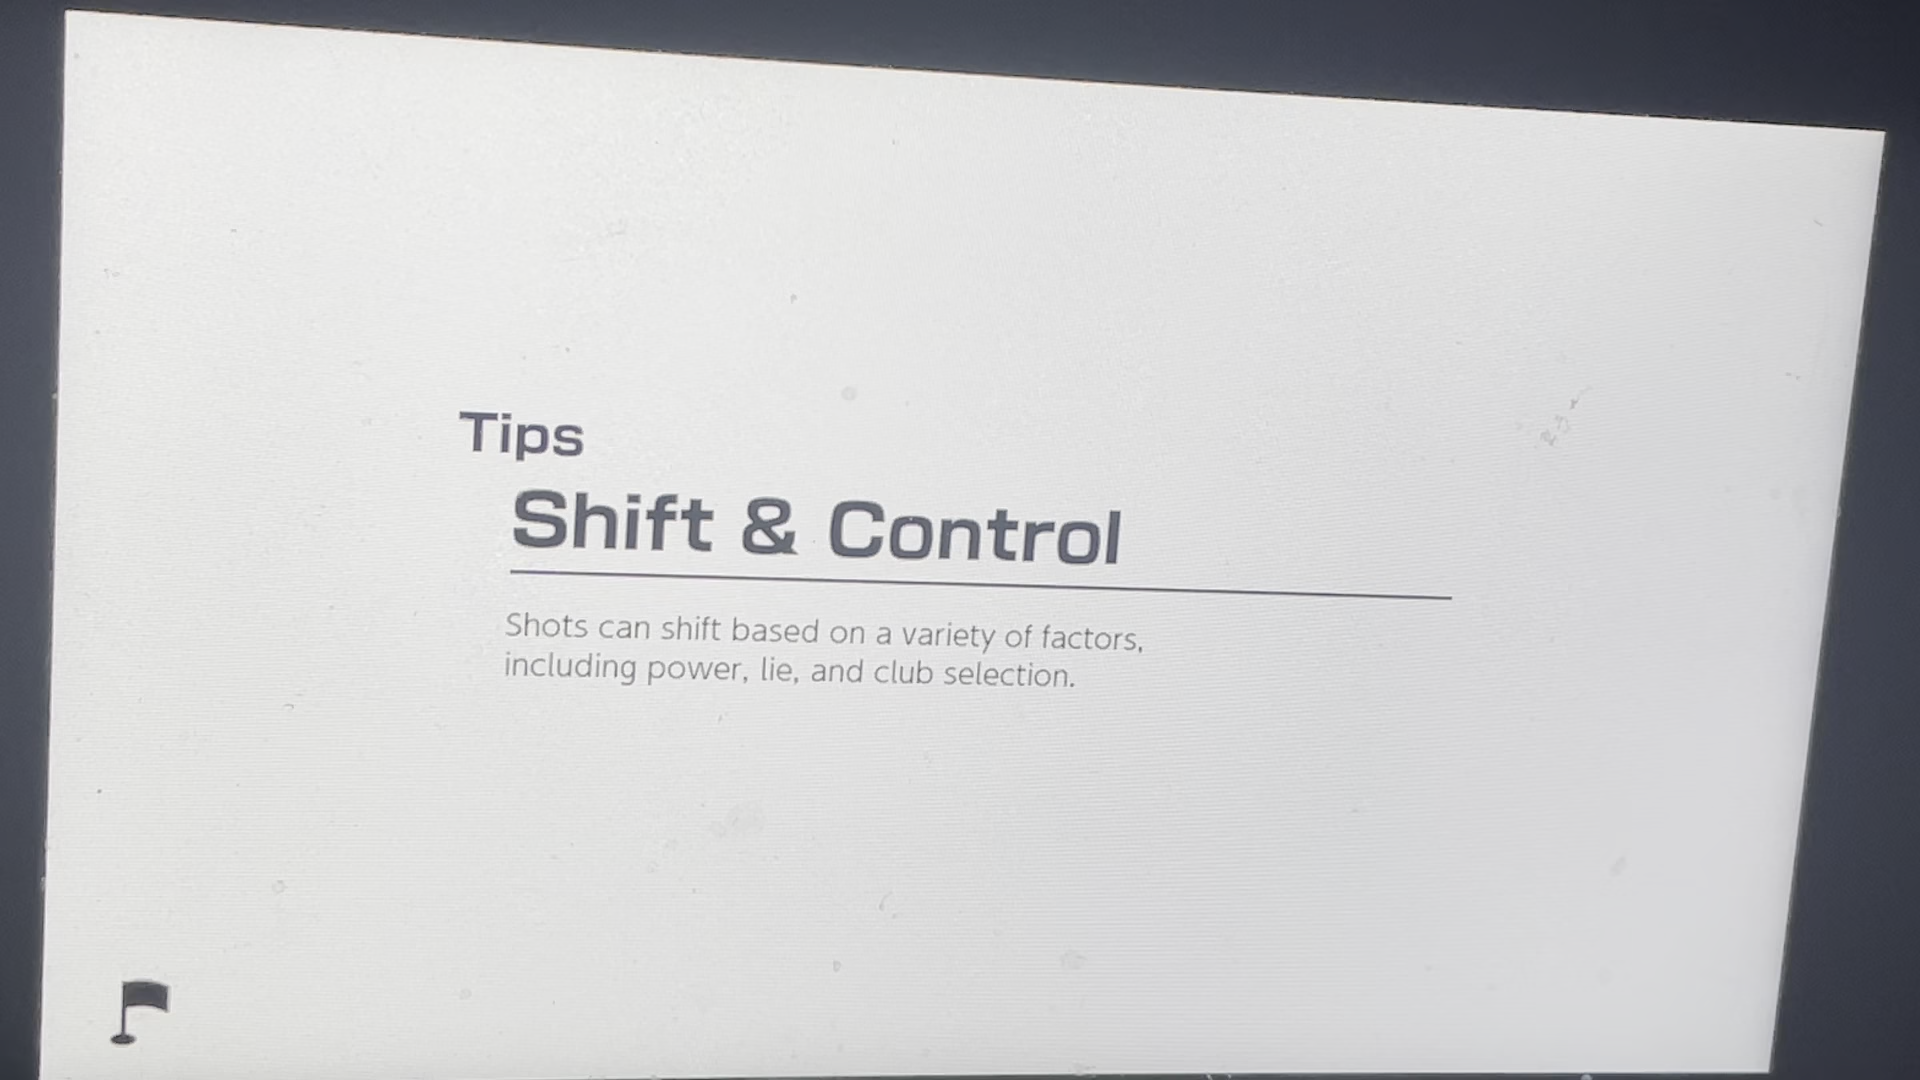 Tips
Shift & Control
Shots can shift based on a variety of factors,
including power, lie, and club selection.